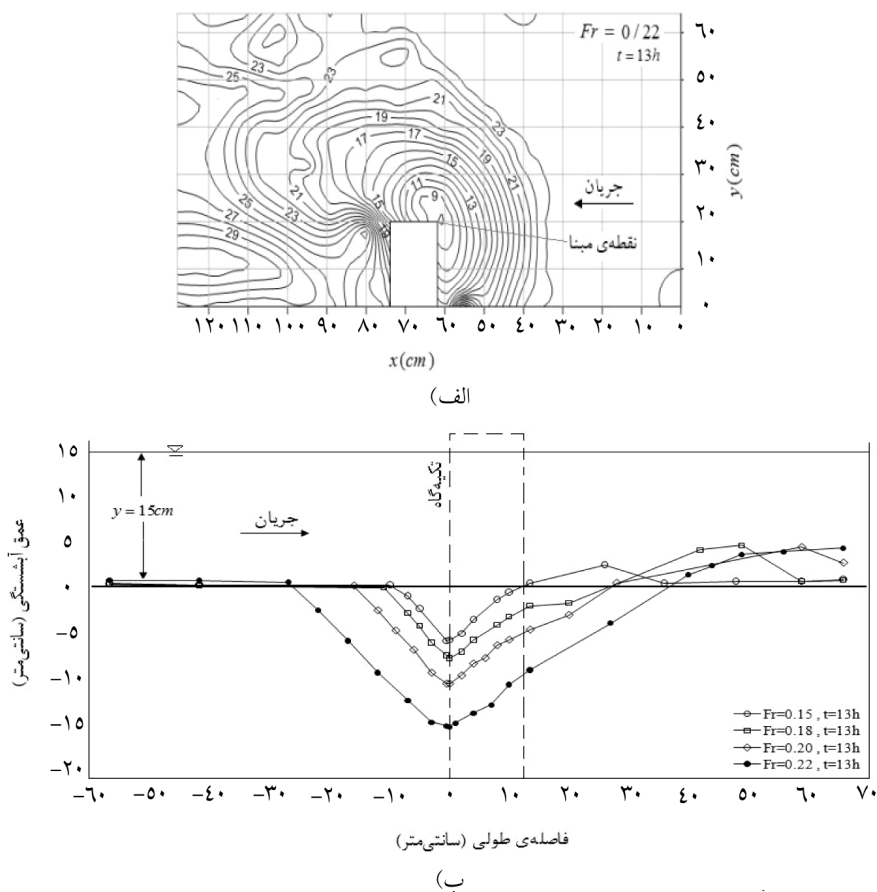 Fr = 0/22
t = 13h
23
25
23
23
21
19
17
17
15
11
9
13
19
21
23
21
25
23
27
29
15
جریان
نقطه‌ی مبنا
۶۰
۵۰
۴۰
۳۰
۲۰
۱۰
۰
y(cm)
۱۲۰ ۱۱۰ ۱۰۰ ۹۰ ۸۰ ۷۰ ۶۰ ۵۰ ۴۰ ۳۰ ۲۰ ۱۰ ۰
x(cm)
الف)
۱۵
۱۰
۵
۰
−۵
−۱۰
−۱۵
−۲۰
عمق آبشستگی (سانتی‌متر)
y = 15cm
جریان
تکیه‌گاه
Fr=0.15 , t=13h
Fr=0.18 , t=13h
Fr=0.20 , t=13h
Fr=0.22 , t=13h
−۶۰ −۵۰ −۴۰ −۳۰ −۲۰ −۱۰ ۰ ۱۰ ۲۰ ۳۰ ۴۰ ۵۰ ۶۰ ۷۰
فاصله‌ی طولی (سانتی‌متر)
ب)